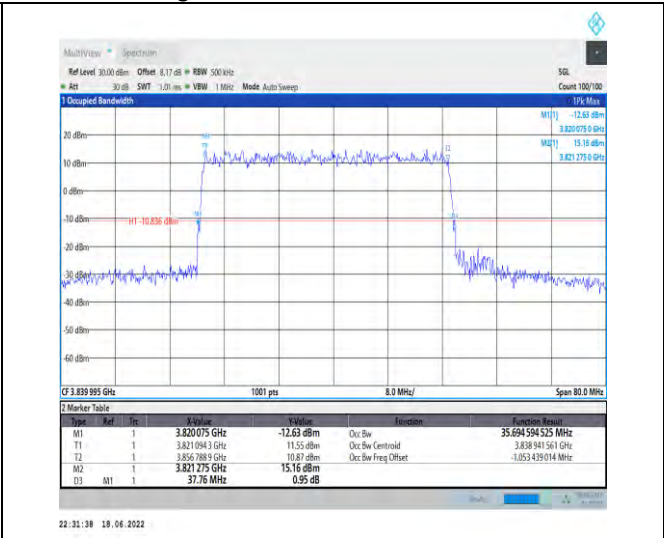 MultiView Spectrum
Ref Level 30.00 dBm Offset 8.17 dB RBW 500 kHz SGL
Att 30 dB SWT 1.01 ms VBW 1 MHz Mode Auto Sweep Count 100/100
1 Occupied Bandwidth 1Pk Max
M1[1] -12.63 dBm
3.820 075 0 GHz
M2[1] 15.16 dBm
3.821 275 0 GHz
20 dBm
10 dBm
0 dBm
-10 dBm
H1 -10.836 dBm
-20 dBm
-30 dBm
-40 dBm
-50 dBm
-60 dBm
T2
CF 3.839 995 GHz 1001 pts 8.0 MHz/ Span 80.0 MHz
2 Marker Table
Type Ref Trc X-Value Y-Value Function Function Result
M1 1 3.820 075 GHz -12.63 dBm Occ Bw 35.694 594 525 MHz
T1 1 3.821 094 3 GHz 11.55 dBm Occ Bw Centroid 3.838 941 561 GHz
T2 1 3.856 788 9 GHz 10.87 dBm Occ Bw Freq Offset -1.053 439 014 MHz
M2 1 3.821 275 GHz 15.16 dBm
D3 M1 1 37.76 MHz 0.95 dB
22:31:38 18.06.2022